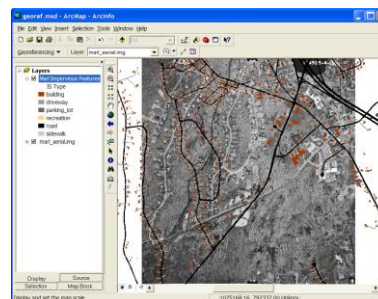 georef.mxd - ArcMap - ArcInfo
File Edit View Insert Selection Tools Window Help
Georeferencing Layer: marl_aerial.img
Layers
Marl Impervious Features
IS Type
building
driveway
parking_lot
recreation
road
sidewalk
marl_aerial.img
Display Source
Selection Map Book
Display and set the map scale